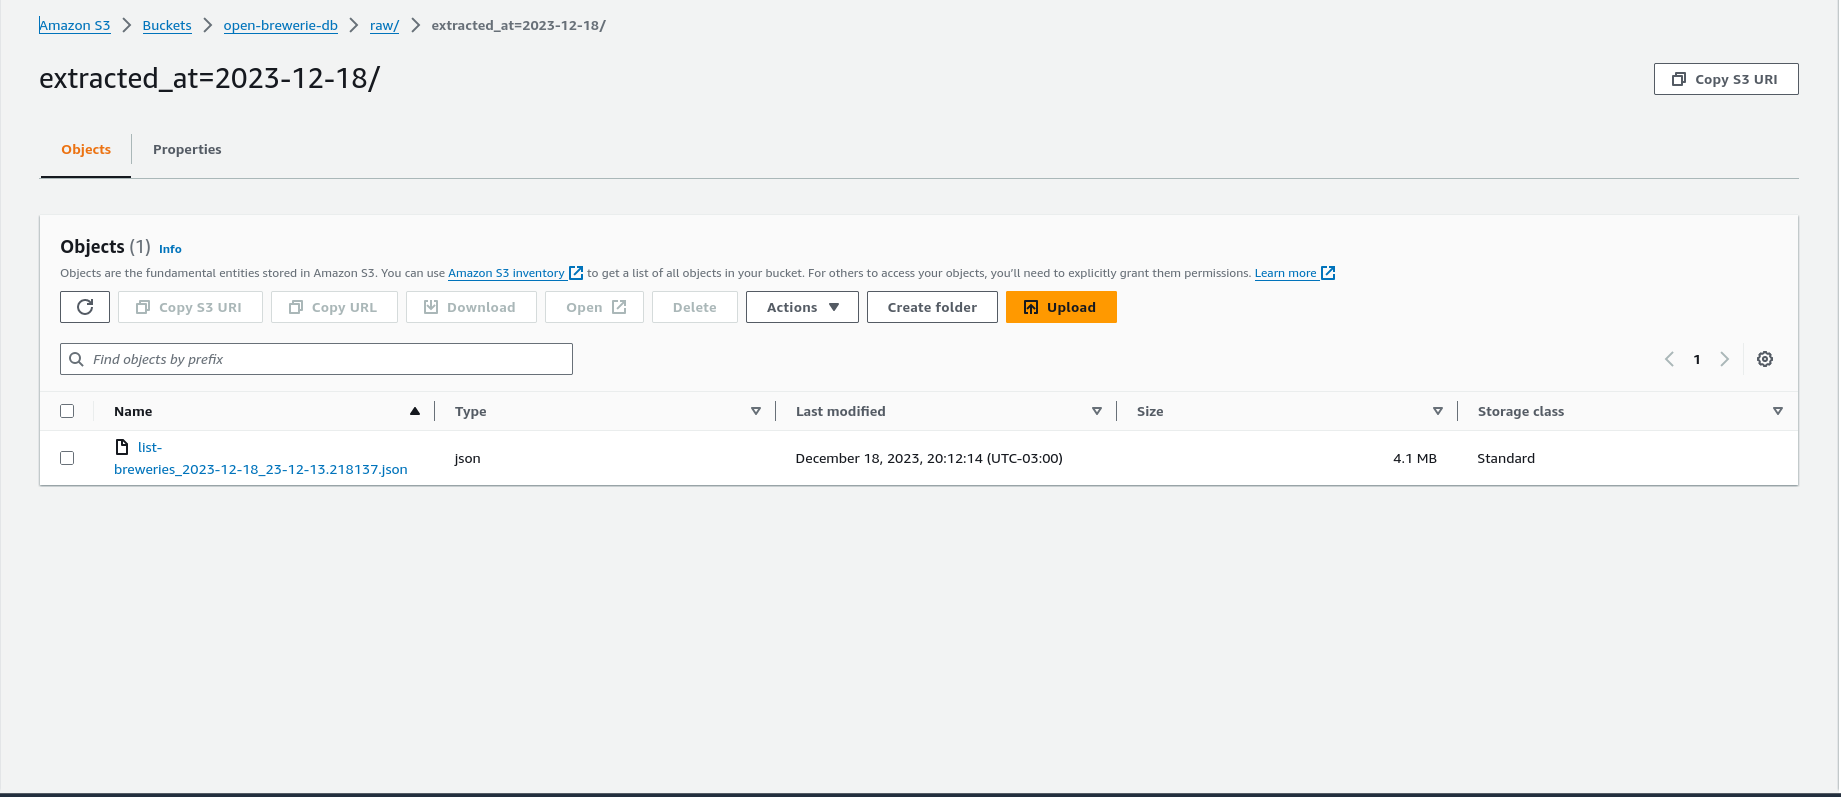 Amazon S3 > Buckets > open-brewerie-db > raw/ > extracted_at=2023-12-18/
extracted_at=2023-12-18/
Copy S3 URI
Objects Properties
Objects (1) Info
Objects are the fundamental entities stored in Amazon S3. You can use Amazon S3 inventory to get a list of all objects in your bucket. For others to access your objects, you'll need to explicitly grant them permissions. Learn more
Copy S3 URI Copy URL Download Open Delete Actions Create folder Upload
Find objects by prefix
1
Name Type Last modified Size Storage class
list-
breweries_2023-12-18_23-12-13.218137.json json December 18, 2023, 20:12:14 (UTC-03:00) 4.1 MB Standard